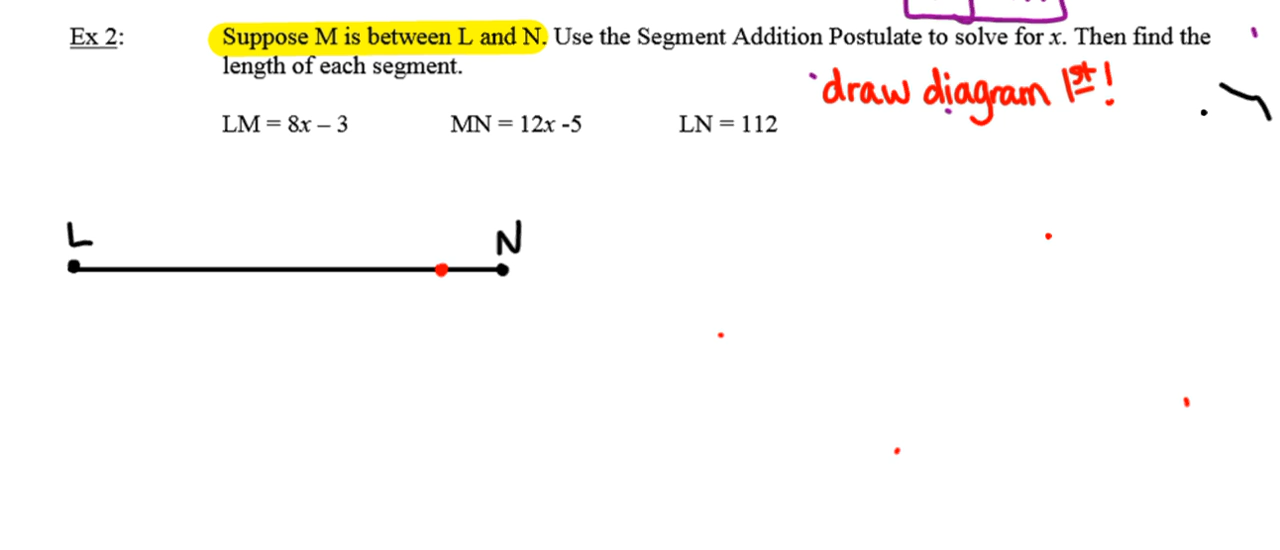 Ex 2: Suppose M is between L and N. Use the Segment Addition Postulate to solve for x. Then find the
length of each segment.
draw diagram 1st!
LM = 8x – 3 MN = 12x -5 LN = 112
L N